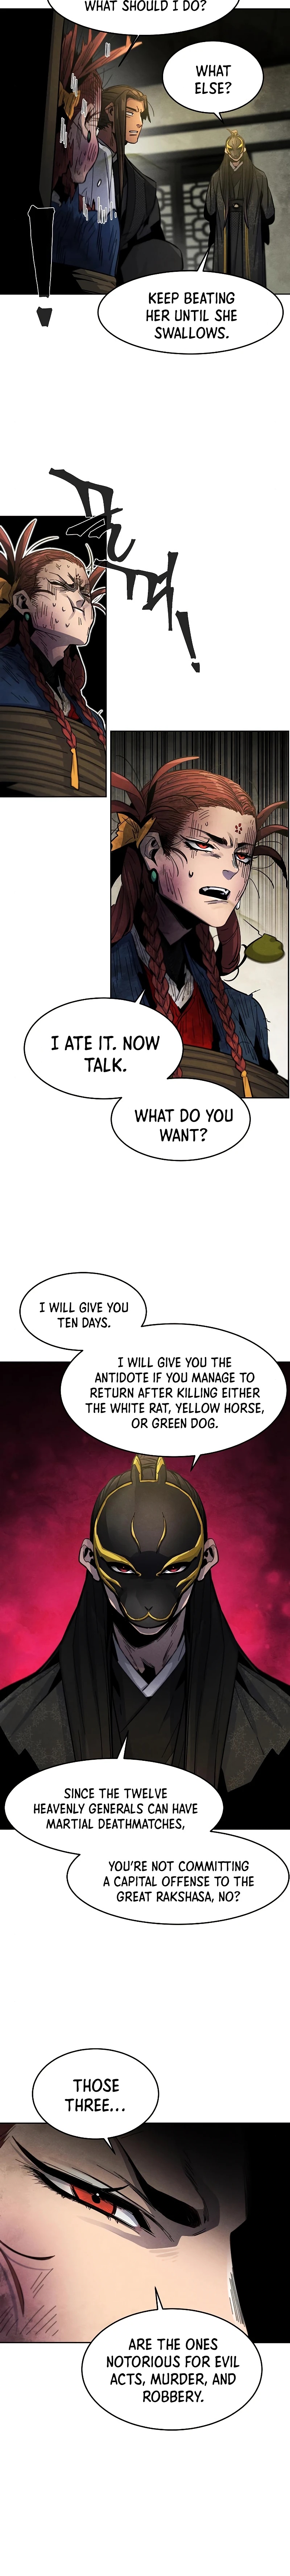 WHAT SHOULD I DO?
WHAT
ELSE?
KEEP BEATING
HER UNTIL SHE
SWALLOWS.
I ATE IT. NOW
TALK.
WHAT DO YOU
WANT?
I WILL GIVE YOU
TEN DAYS.
I WILL GIVE YOU THE
ANTIDOTE IF YOU MANAGE TO
RETURN AFTER KILLING EITHER
THE WHITE RAT, YELLOW HORSE,
OR GREEN DOG.
SINCE THE TWELVE
HEAVENLY GENERALS CAN HAVE
MARTIAL DEATHMATCHES,
YOU'RE NOT COMMITTING
A CAPITAL OFFENSE TO THE
GREAT RAKSHASA, NO?
THOSE
THREE...
ARE THE ONES
NOTORIOUS FOR EVIL
ACTS, MURDER, AND
ROBBERY.